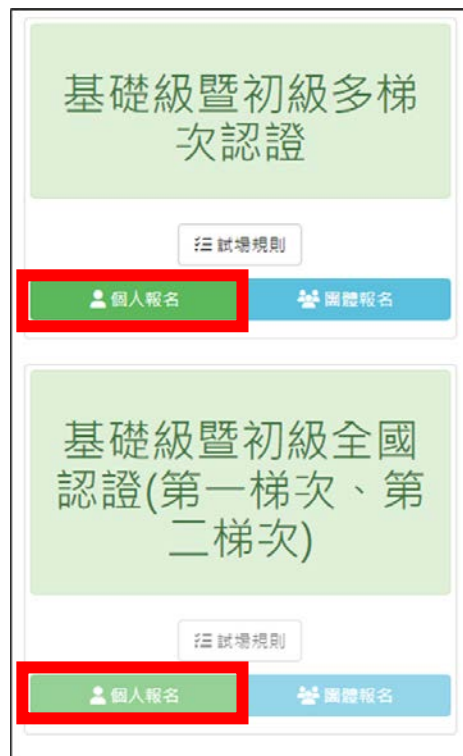 基礎級暨初級多梯
次認證
試場規則
個人報名
團體報名
基礎級暨初級全國
認證(第一梯次、第
二梯次)
試場規則
個人報名
團體報名